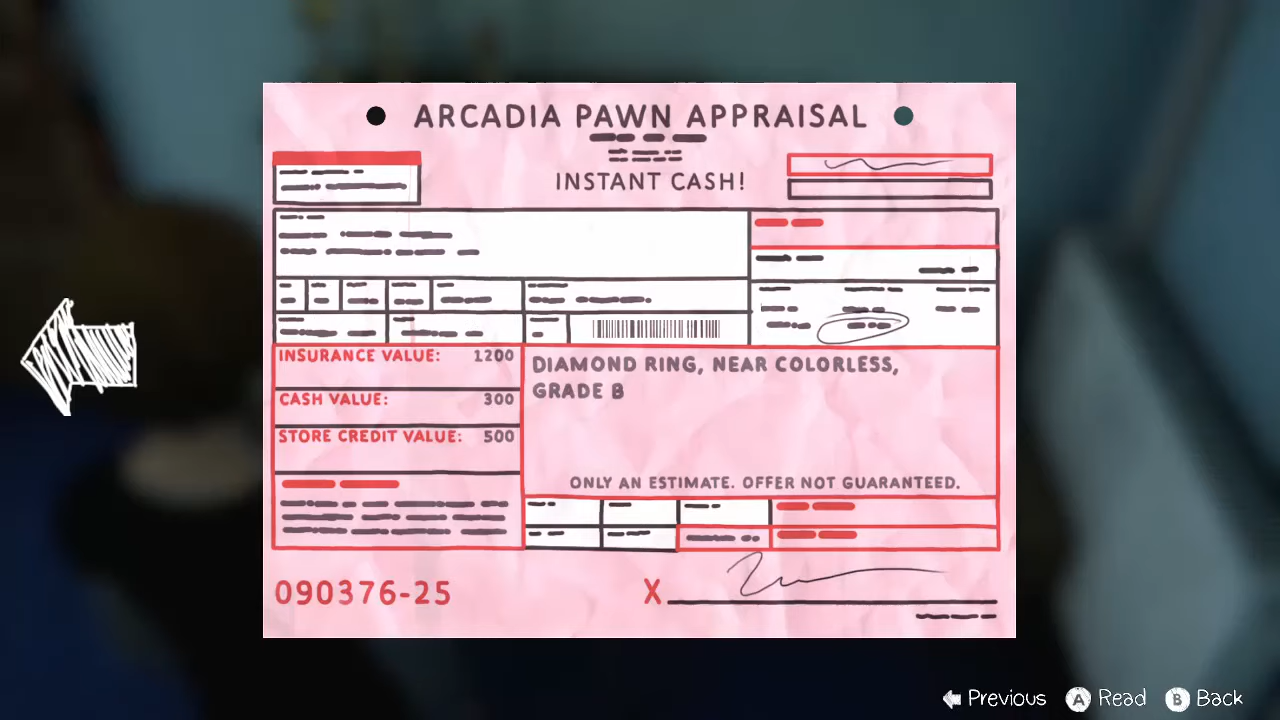 ARCADIA PAWN APPRAISAL
INSTANT CASH!
INSURANCE VALUE: 1200
CASH VALUE: 300
STORE CREDIT VALUE: 500
DIAMOND RING, NEAR COLORLESS,
GRADE B
ONLY AN ESTIMATE. OFFER NOT GUARANTEED.
090376-25
X
Previous A Read B Back